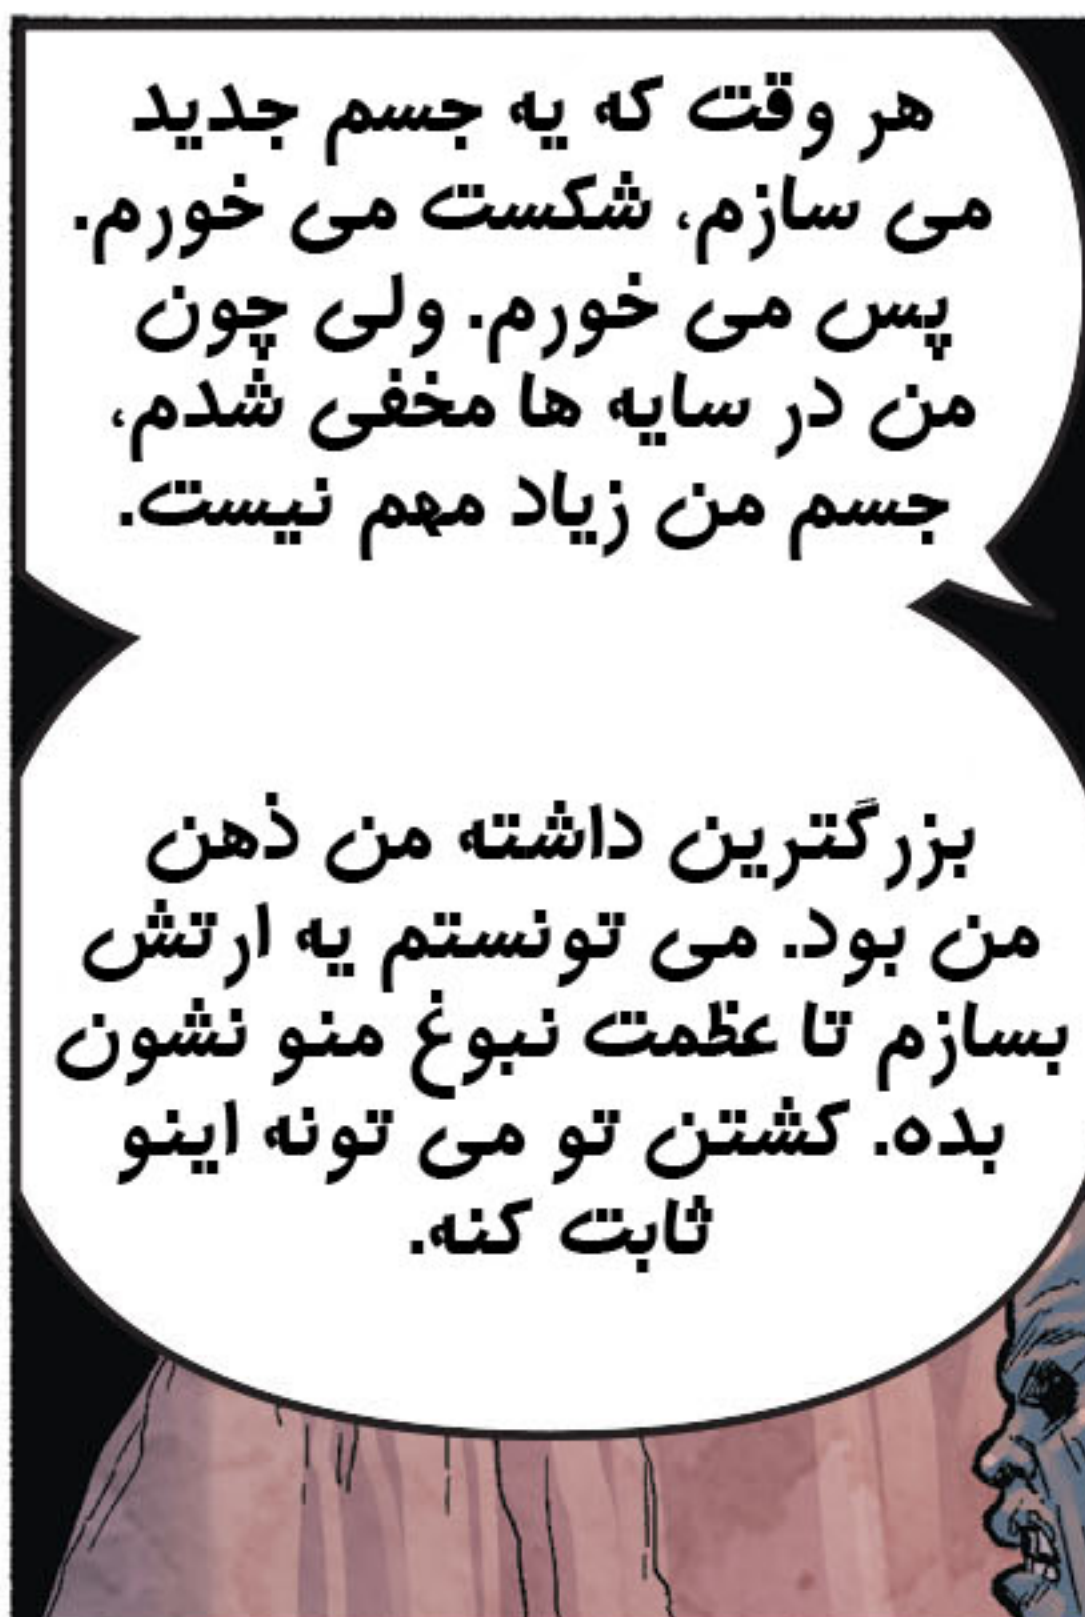 هر وقت که یه جسم جدید
می سازم، شکست می خورم.
پس می خورم. ولی چون
من در سایه ها مخفی شدم،
جسم من زیاد مهم نیست.
بزرگترین داشته من ذهن
من بود. می تونستم یه ارتش
بسازم تا عظمت نبوغ منو نشون
بده. کشتن تو می تونه اینو
ثابت کنه.